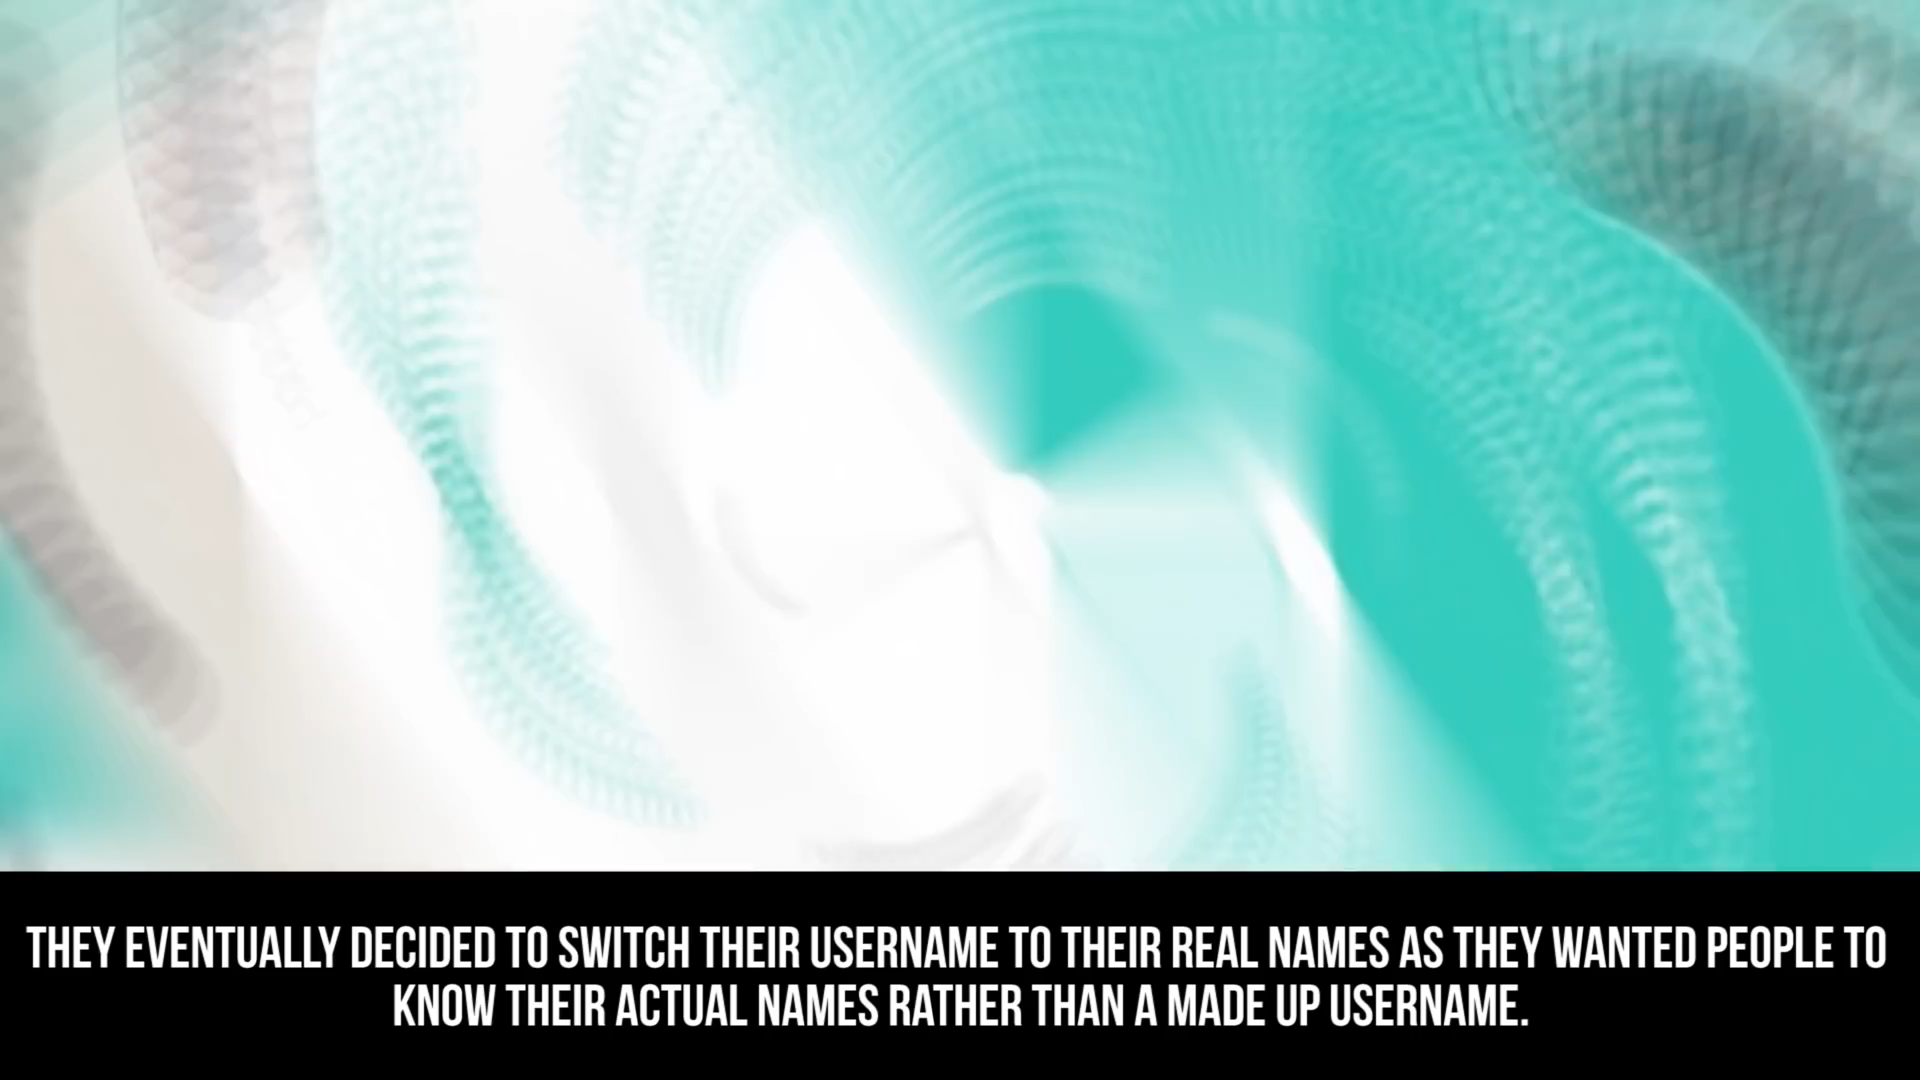 THEY EVENTUALLY DECIDED TO SWITCH THEIR USERNAME TO THEIR REAL NAMES AS THEY WANTED PEOPLE TO
KNOW THEIR ACTUAL NAMES RATHER THAN A MADE UP USERNAME.